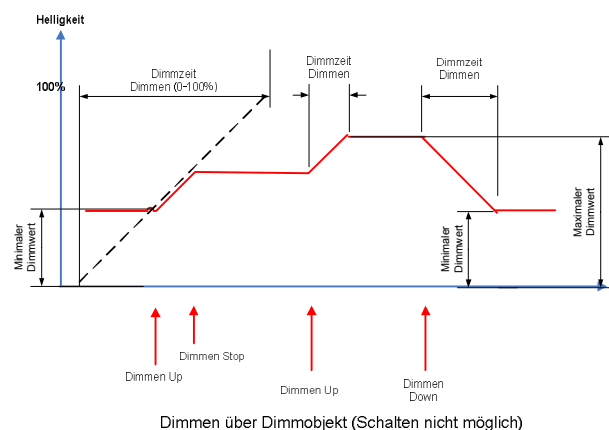 Helligkeit
100%
Dimmzeit
Dimmen (0-100%)
Dimmzeit
Dimmen
Dimmzeit
Dimmen
Minimaler
Dimmwert
Minimaler
Dimmwert
Maximaler
Dimmwert
Dimmen Up
Dimmen Stop
Dimmen Up
Dimmen
Down
Dimmen über Dimmobjekt (Schalten nicht möglich)